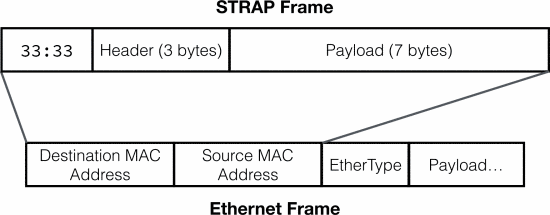 STRAP Frame
33:33
Header (3 bytes)
Payload (7 bytes)
Destination MAC
Address
Source MAC
Address
EtherType
Payload...
Ethernet Frame